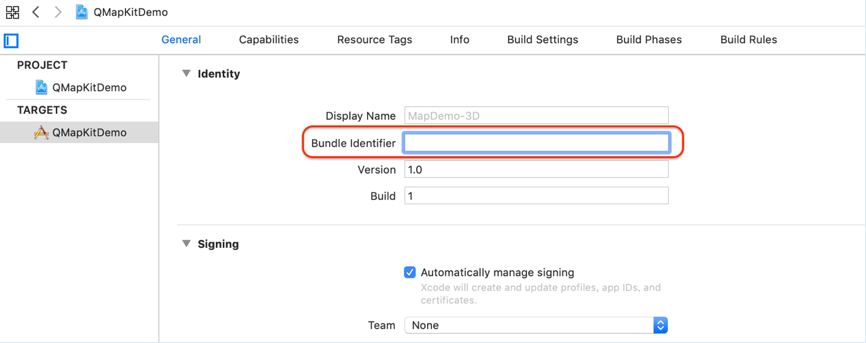 QMapKitDemo
General Capabilities Resource Tags Info Build Settings Build Phases Build Rules
PROJECT
QMapKitDemo
TARGETS
QMapKitDemo
Identity
Display Name MapDemo-3D
Bundle Identifier
Version 1.0
Build 1
Signing
Automatically manage signing
Xcode will create and update profiles, app IDs, and
certificates.
Team None